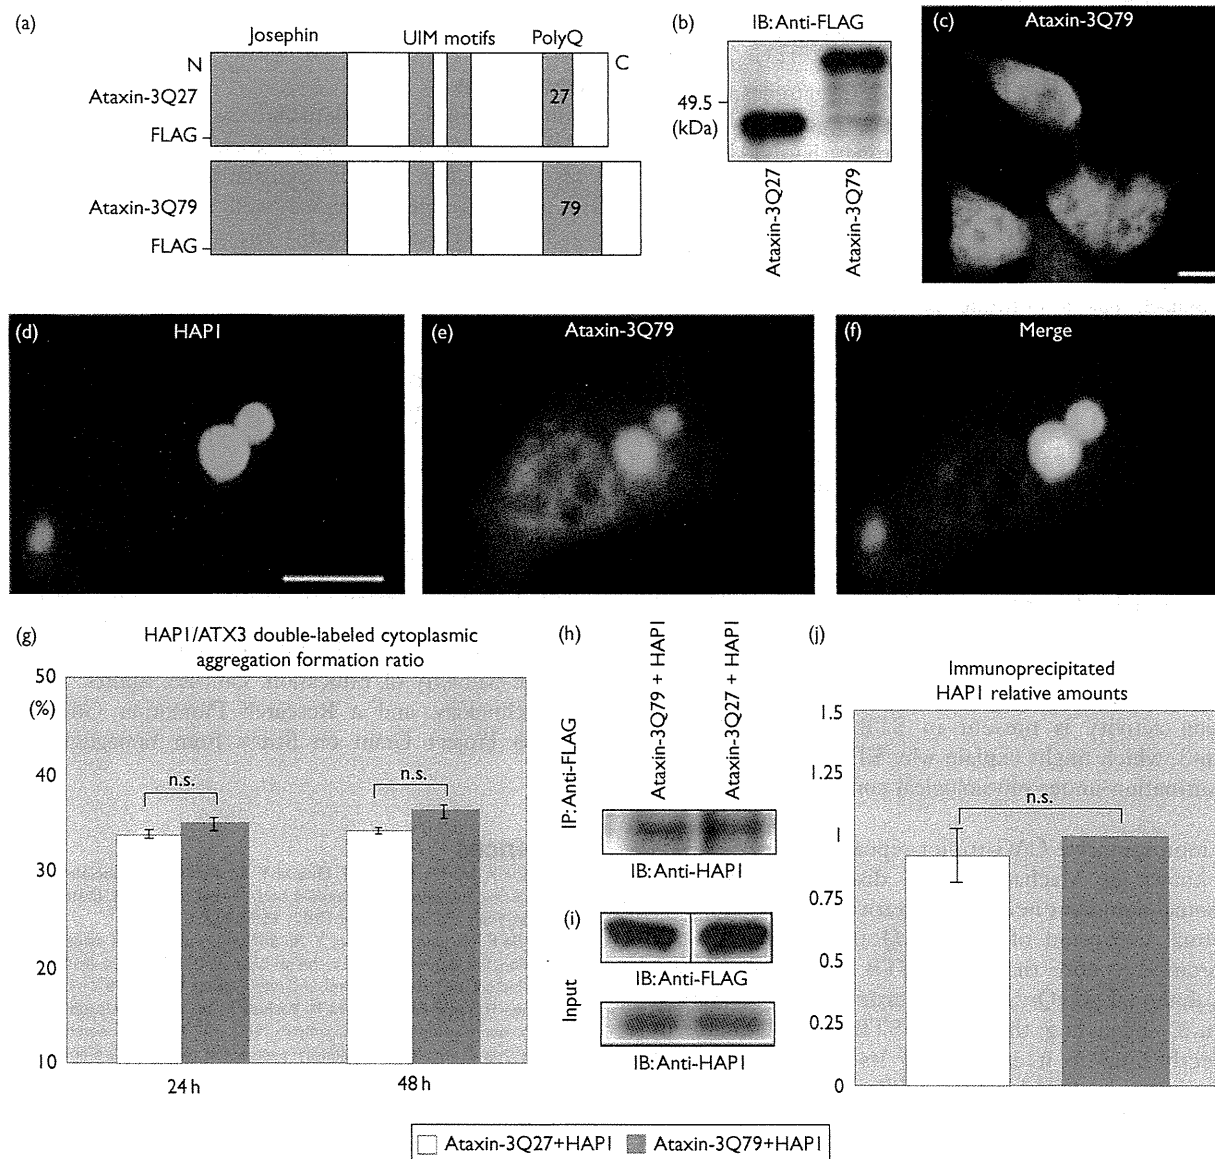 (a)
Josephin
UIM motifs
PolyQ
N
C
Ataxin-3Q27
27
FLAG
Ataxin-3Q79
79
FLAG
(b)
IB: Anti-FLAG
49.5
(kDa)
Ataxin-3Q27
Ataxin-3Q79
(c)
Ataxin-3Q79
(d)
HAP1
(e)
Ataxin-3Q79
(f)
Merge
(g)
HAP1/ATX3 double-labeled cytoplasmic
aggregation formation ratio
50
(%)
40
30
20
10
n.s.
n.s.
24 h
48 h
(h)
Ataxin-3Q79 + HAP1
Ataxin-3Q27 + HAP1
IP: Anti-FLAG
IB: Anti-HAP1
(i)
IB: Anti-FLAG
Input
IB: Anti-HAP1
(j)
Immunoprecipitated
HAP1 relative amounts
1.5
1.25
1
0.75
0.5
0.25
0
n.s.
Ataxin-3Q27+HAP1
Ataxin-3Q79+HAP1